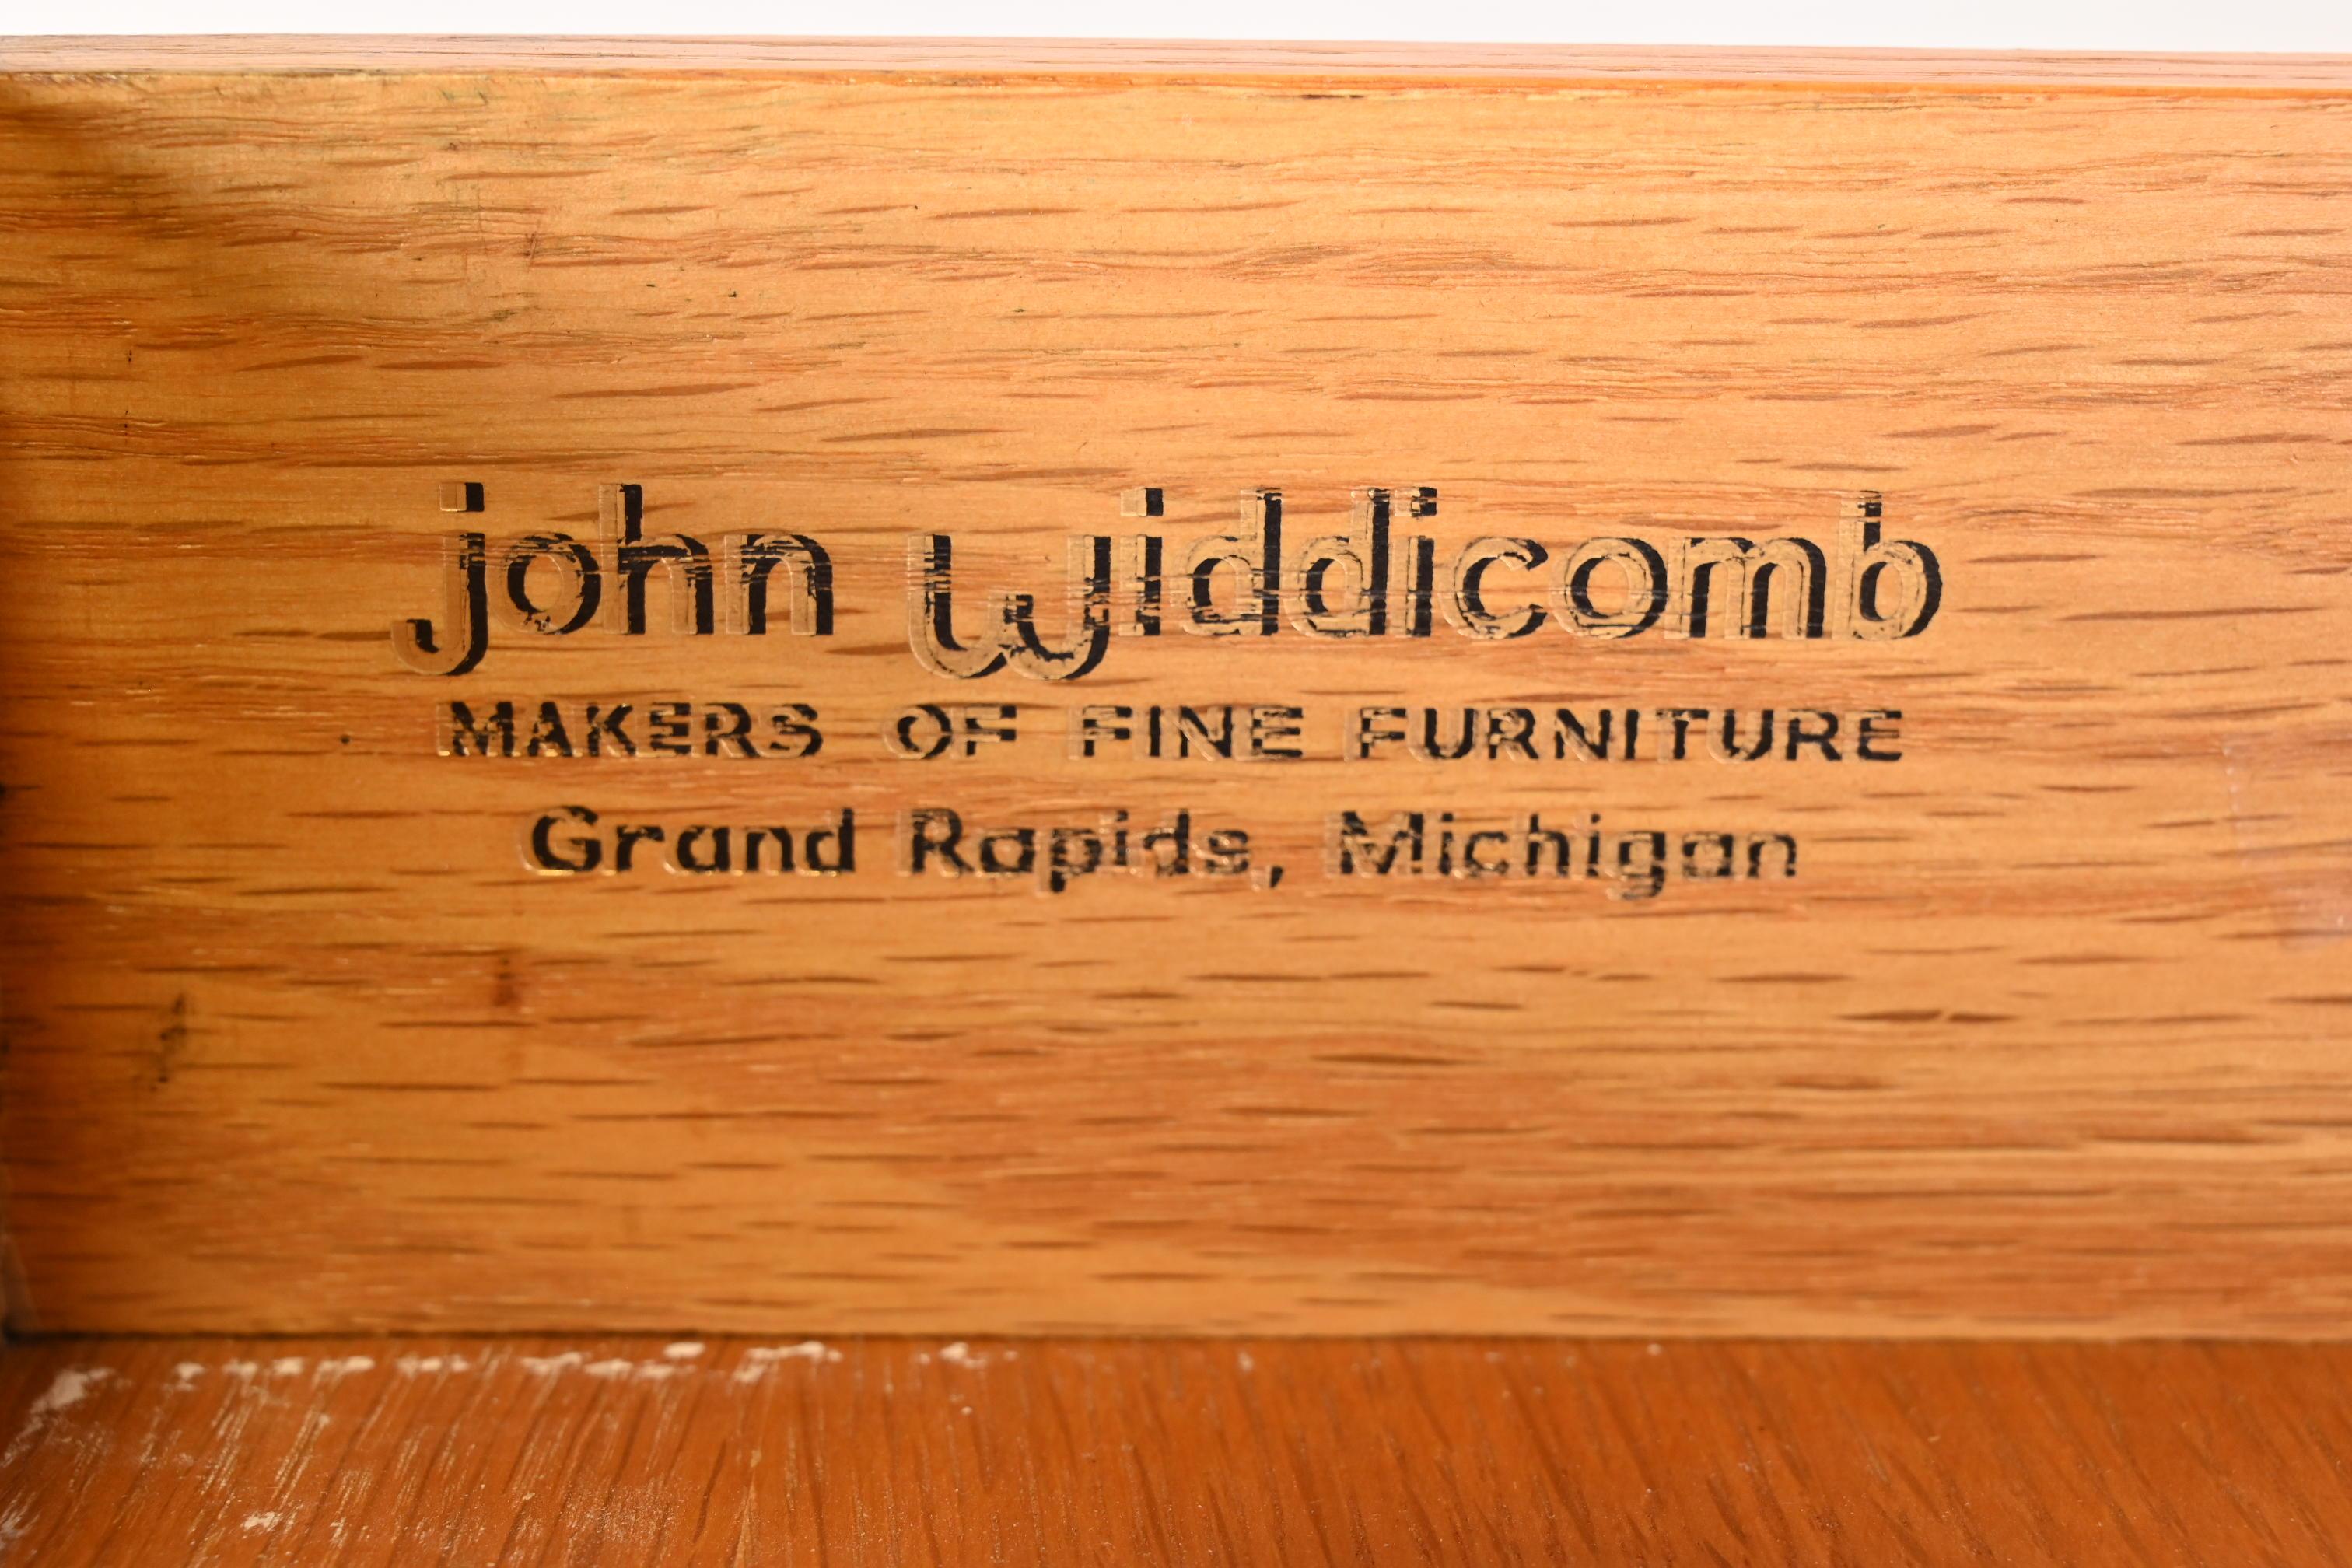 john widdicomb
MAKERS OF FINE FURNITURE
Grand Rapids, Michigan